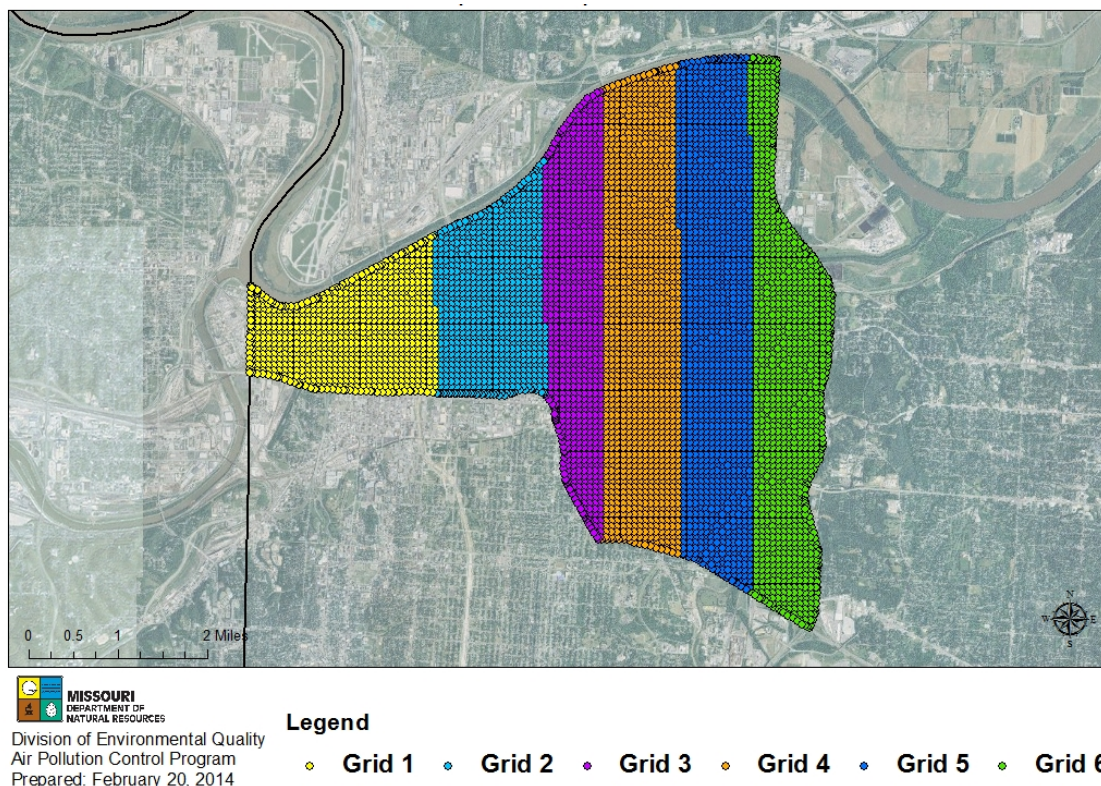 N
W E
S
0 0.5 1 2 Miles
MISSOURI
DEPARTMENT OF
NATURAL RESOURCES
Division of Environmental Quality
Air Pollution Control Program
Prepared: February 20, 2014
Legend
Grid 1 Grid 2 Grid 3 Grid 4 Grid 5 Grid 6